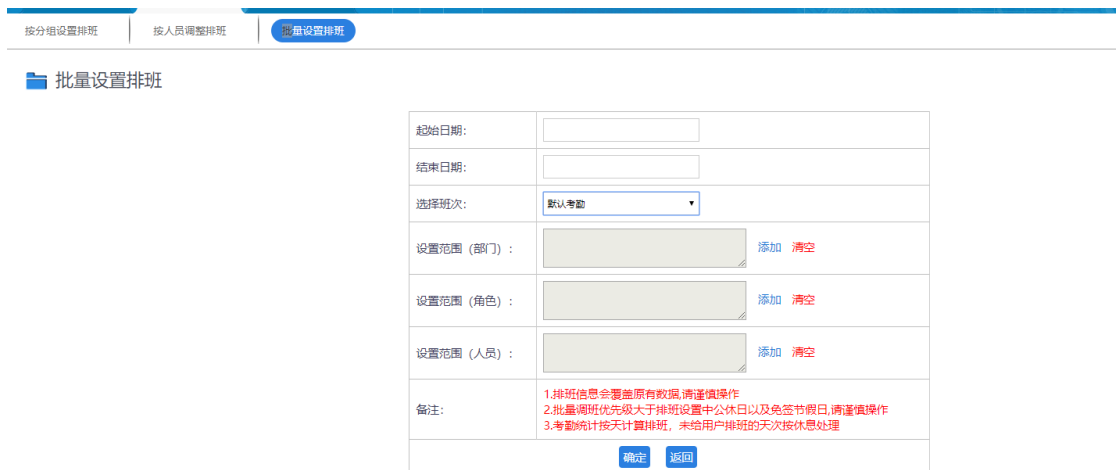 按分组设置排班
按人员调整排班
批量设置排班
批量设置排班
起始日期：
结束日期：
选择班次： 默认考勤
设置范围（部门）： 添加 清空
设置范围（角色）： 添加 清空
设置范围（人员）： 添加 清空
备注：
1.排班信息会覆盖原有数据,请谨慎操作
2.批量调班优先级大于排班设置中公休日以及免签节假日,请谨慎操作
3.考勤统计按天计算排班，未给用户排班的天次按休息处理
确定 返回